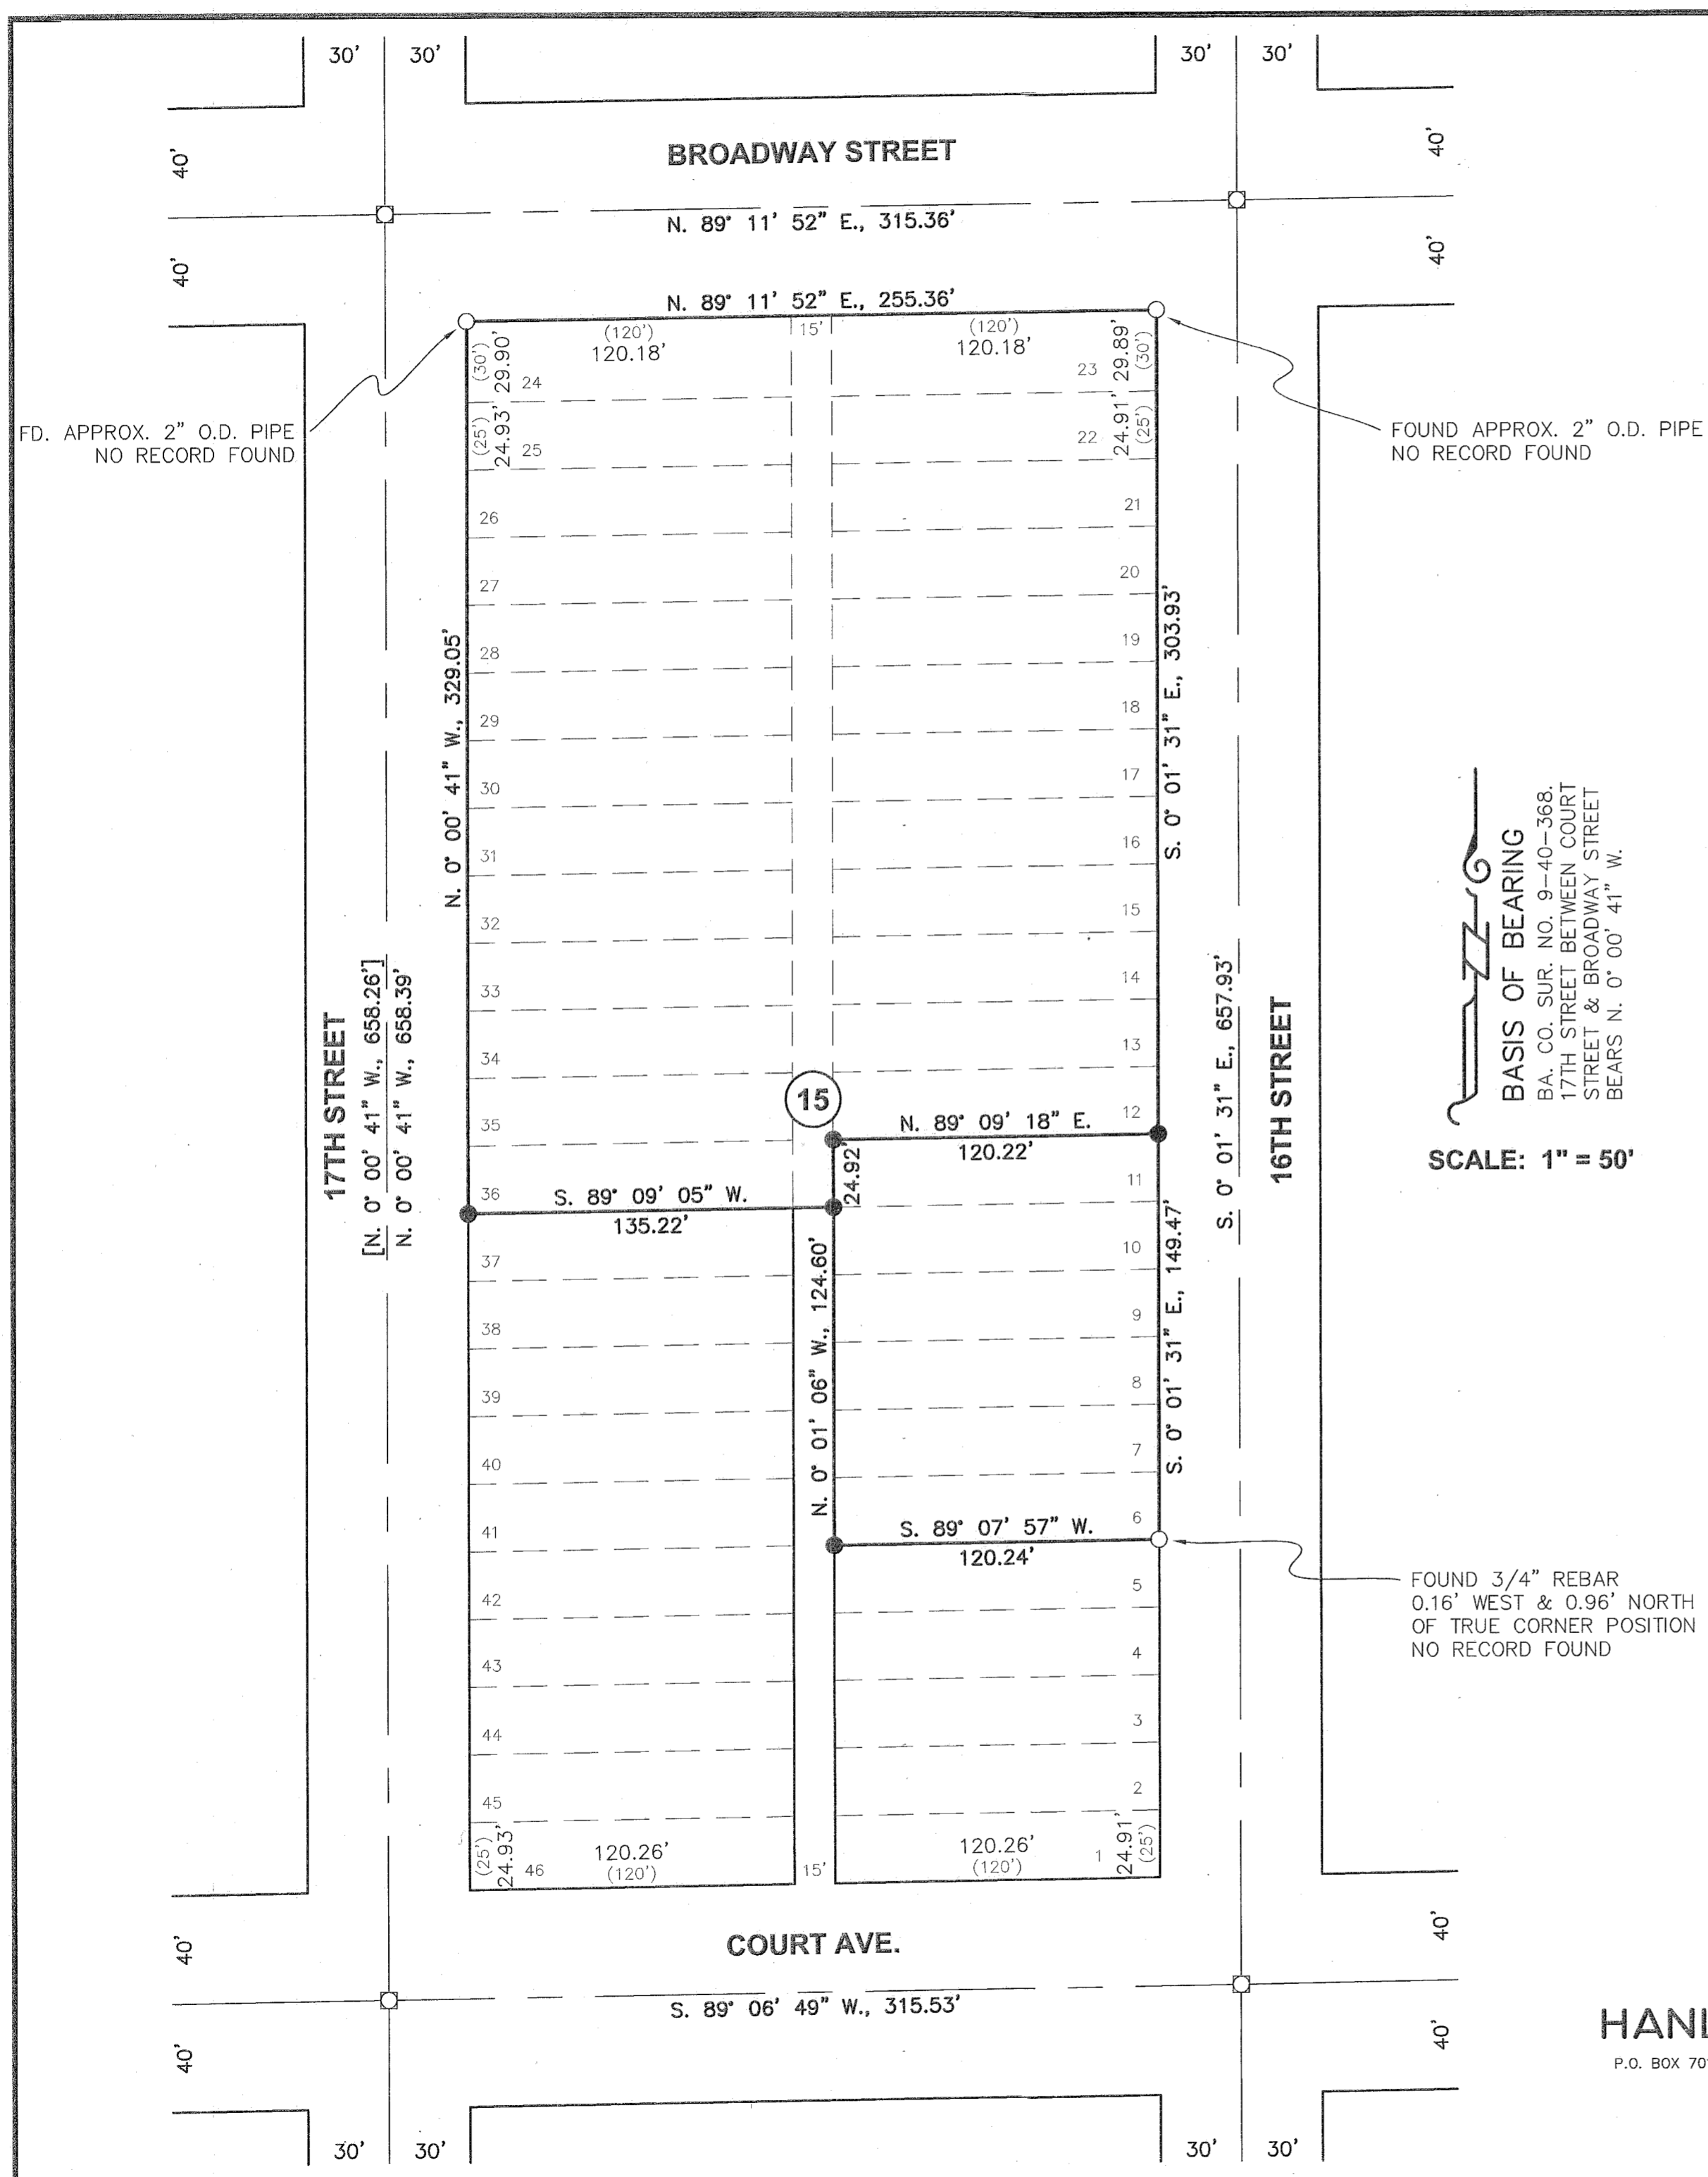 30' 30' 30' 30'
40' 40'
BROADWAY STREET
N. 89° 11' 52" E., 315.36'
40' 40'
N. 89° 11' 52" E., 255.36'
(120') 15' (120')
120.18' 120.18'
(30') 29.90' 24
23 29.89' (30')
(25') 24.93' 25
22 24.91' (25')
FD. APPROX. 2" O.D. PIPE
NO RECORD FOUND
FOUND APPROX. 2" O.D. PIPE
NO RECORD FOUND
26 21
27 20
28 19
29 18
30 17
31 16
32 15
33 14
34 13
35 12
N. 0° 00' 41" W., 329.05'
S. 0° 01' 31" E., 303.93'
17TH STREET
[N. 0° 00' 41" W., 658.26']
N. 0° 00' 41" W., 658.39'
S. 0° 01' 31" E., 657.93'
16TH STREET
N
BASIS OF BEARING
BA. CO. SUR. NO. 9-40-368.
17TH STREET BETWEEN COURT
STREET & BROADWAY STREET
BEARS N. 0° 00' 41" W.
SCALE: 1" = 50'
15
N. 89° 09' 18" E.
120.22'
24.92'
36 11
S. 89° 09' 05" W.
135.22'
37 10
38 9
39 8
40 7
41 6
N. 0° 01' 06" W., 124.60'
S. 0° 01' 31" E., 149.47'
S. 89° 07' 57" W.
120.24'
FOUND 3/4" REBAR
0.16' WEST & 0.96' NORTH
OF TRUE CORNER POSITION
NO RECORD FOUND
42 5
43 4
44 3
45 2
(25') 24.93' 46
120.26' 120.26'
(120') 15' (120')
1 24.91' (25')
40' 40'
COURT AVE.
S. 89° 06' 49" W., 315.53'
40' 40'
30' 30' 30' 30'
P.O. BOX